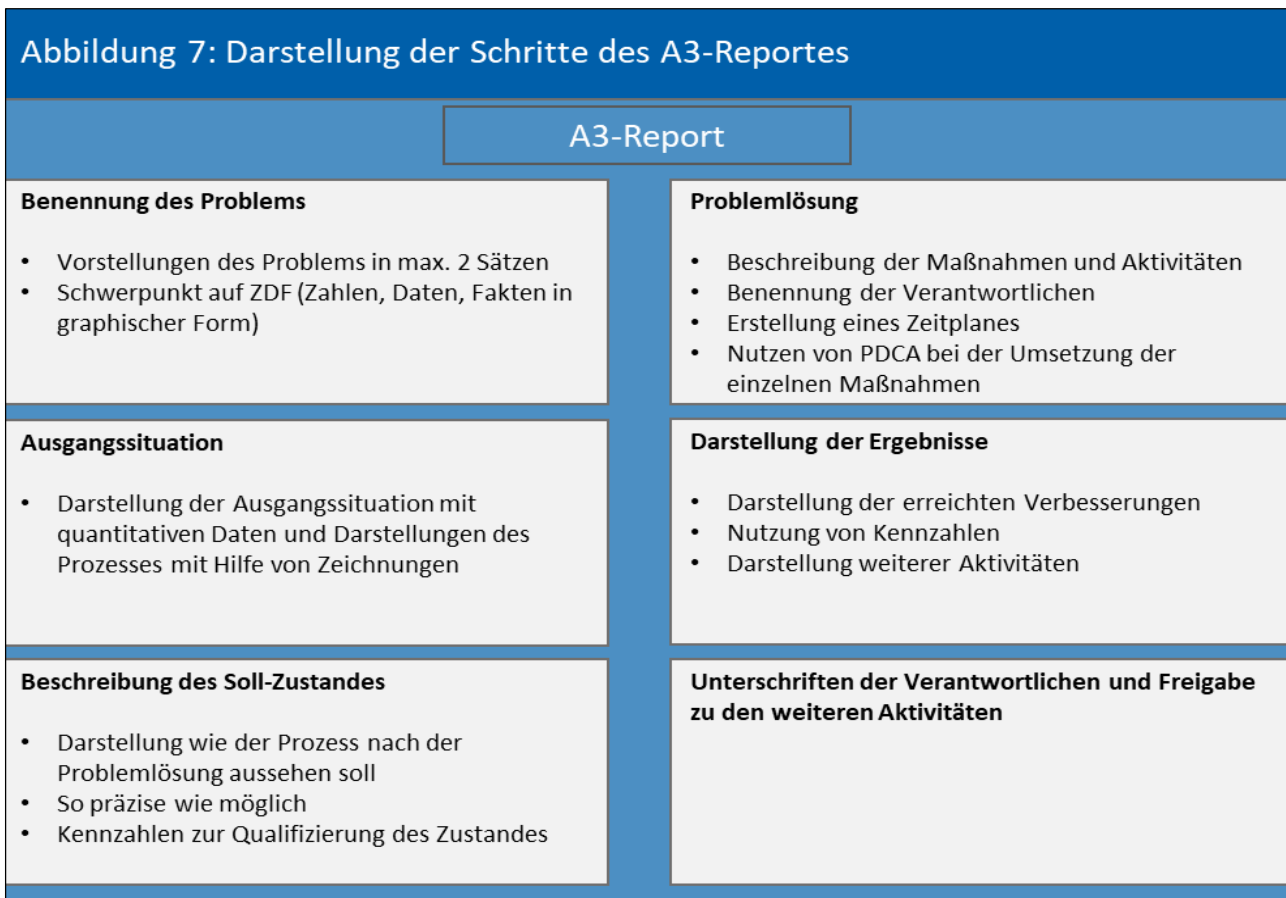 Abbildung 7: Darstellung der Schritte des A3-Reportes
A3-Report
Benennung des Problems
• Vorstellungen des Problems in max. 2 Sätzen
• Schwerpunkt auf ZDF (Zahlen, Daten, Fakten in
graphischer Form)
Ausgangssituation
• Darstellung der Ausgangssituation mit
quantitativen Daten und Darstellungen des
Prozesses mit Hilfe von Zeichnungen
Beschreibung des Soll-Zustandes
• Darstellung wie der Prozess nach der
Problemlösung aussehen soll
• So präzise wie möglich
• Kennzahlen zur Qualifizierung des Zustandes
Problemlösung
• Beschreibung der Maßnahmen und Aktivitäten
• Benennung der Verantwortlichen
• Erstellung eines Zeitplanes
• Nutzen von PDCA bei der Umsetzung der
einzelnen Maßnahmen
Darstellung der Ergebnisse
• Darstellung der erreichten Verbesserungen
• Nutzung von Kennzahlen
• Darstellung weiterer Aktivitäten
Unterschriften der Verantwortlichen und Freigabe
zu den weiteren Aktivitäten